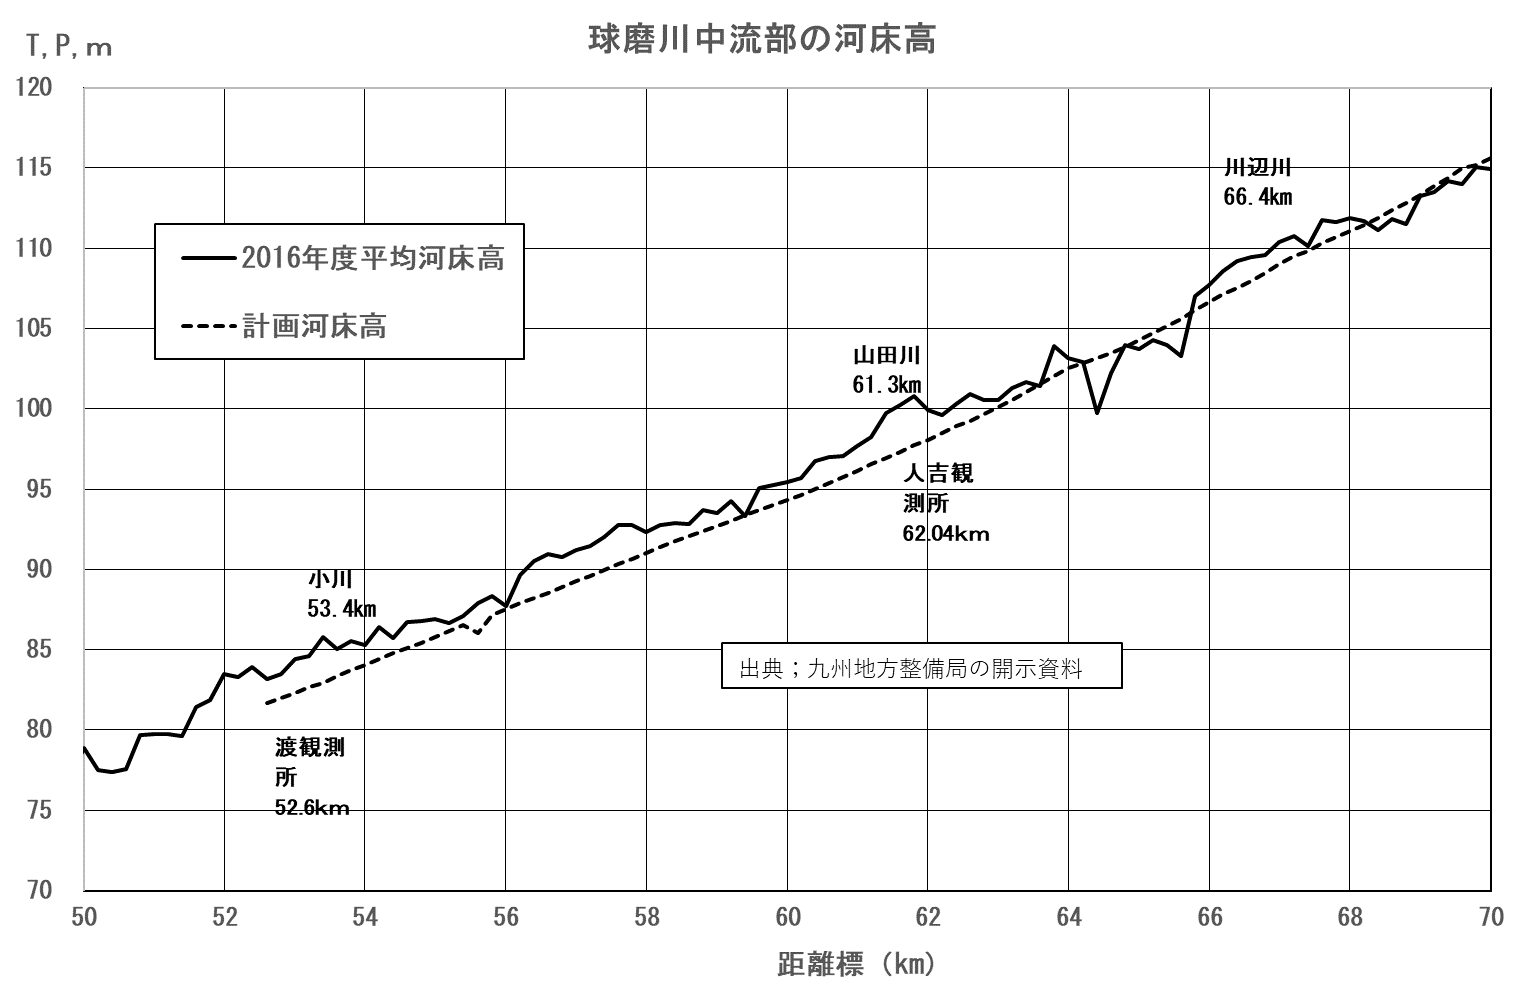 球磨川中流部の河床高
T,P,m
120
115
110
105
100
95
90
85
80
75
70
2016年度平均河床高
計画河床高
川辺川
66.4km
山田川
61.3km
人吉観
測所
62.04km
小川
53.4km
出典；九州地方整備局の開示資料
渡観測
所
52.6km
50 52 54 56 58 60 62 64 66 68 70
距離標 (km)